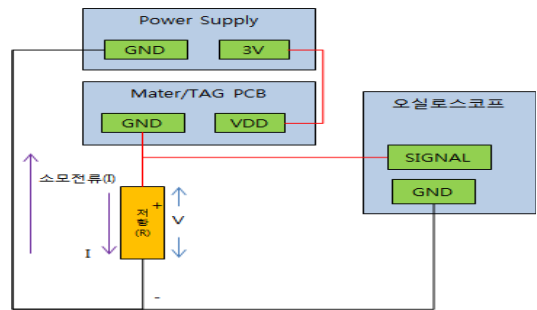 Power Supply
GND 3V
Mater/TAG PCB
GND VDD
오실로스코프
SIGNAL
GND
소모전류(I)
저항
(R)
+
V
I
-